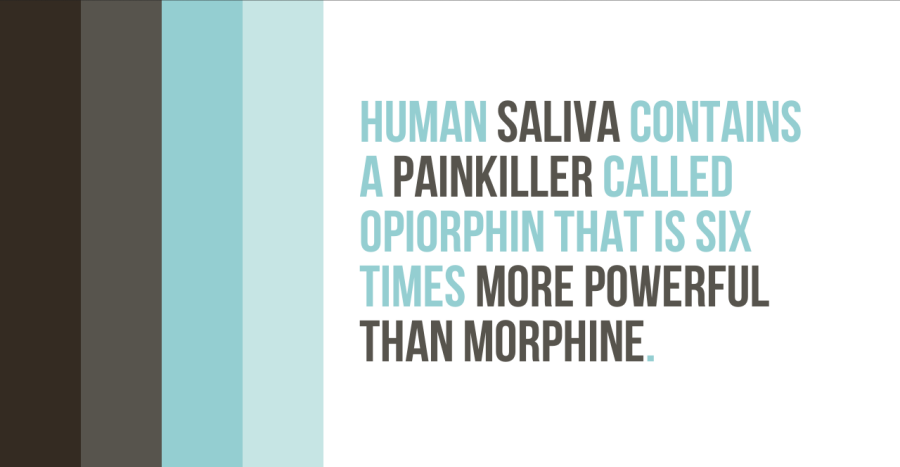 HUMAN SALIVA CONTAINS
A PAINKILLER CALLED
OPIORPHIN THAT IS SIX
TIMES MORE POWERFUL
THAN MORPHINE.